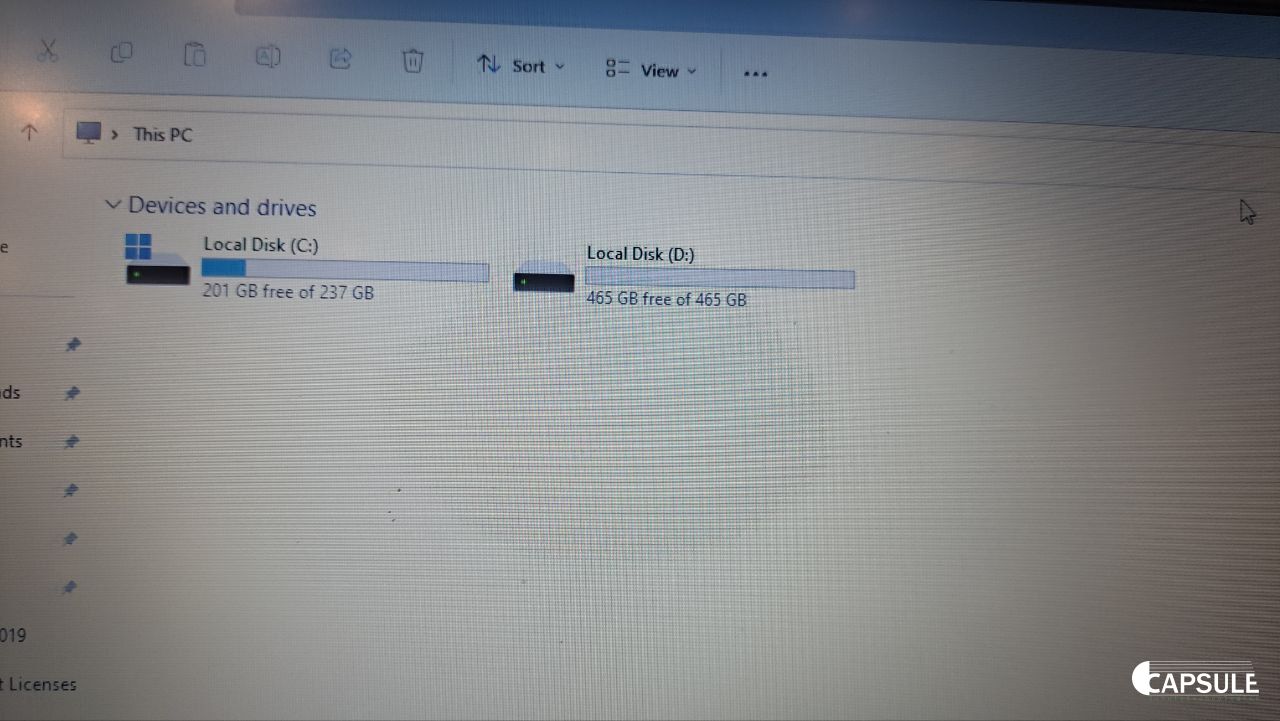 Sort
View
This PC
Devices and drives
Local Disk (C:)
201 GB free of 237 GB
Local Disk (D:)
465 GB free of 465 GB
e
ds
nts
019
t Licenses
CAPSULE